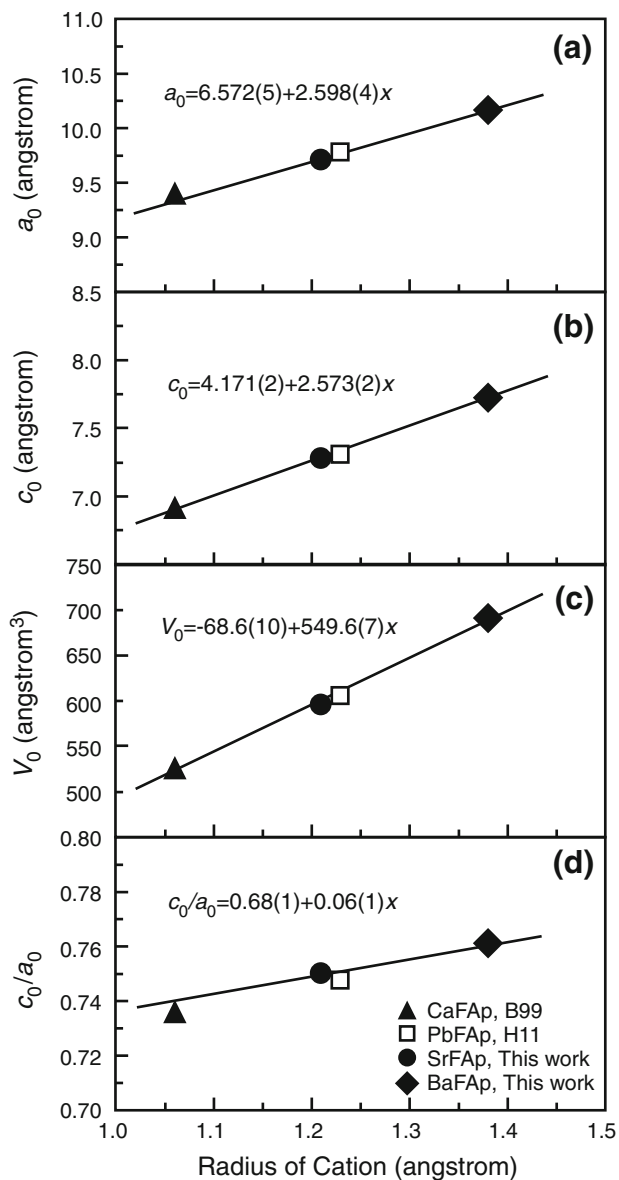 11.0
(a)
10.5
a₀=6.572(5)+2.598(4)x
10.0
9.5
9.0
a₀ (angstrom)
8.5
(b)
8.0
c₀=4.171(2)+2.573(2)x
7.5
7.0
c₀ (angstrom)
750
(c)
700
V₀=-68.6(10)+549.6(7)x
650
600
550
500
V₀ (angstrom³)
0.80
(d)
0.78
c₀/a₀=0.68(1)+0.06(1)x
0.76
0.74
0.72
0.70
c₀/a₀
CaFAp, B99
PbFAp, H11
SrFAp, This work
BaFAp, This work
1.0 1.1 1.2 1.3 1.4 1.5
Radius of Cation (angstrom)